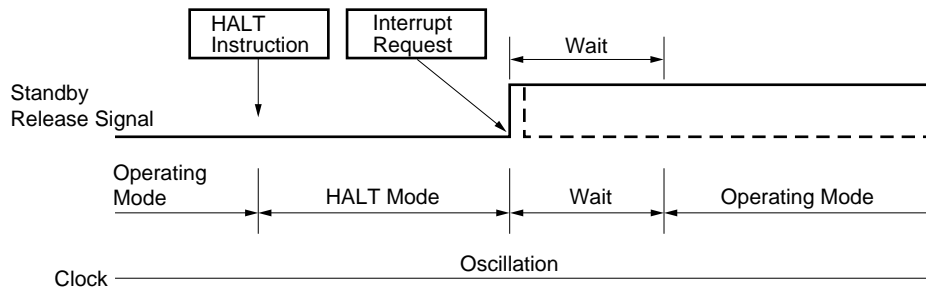 HALT
Instruction
Interrupt
Request
Wait
Standby
Release Signal
Operating
Mode
HALT Mode
Wait
Operating Mode
Oscillation
Clock